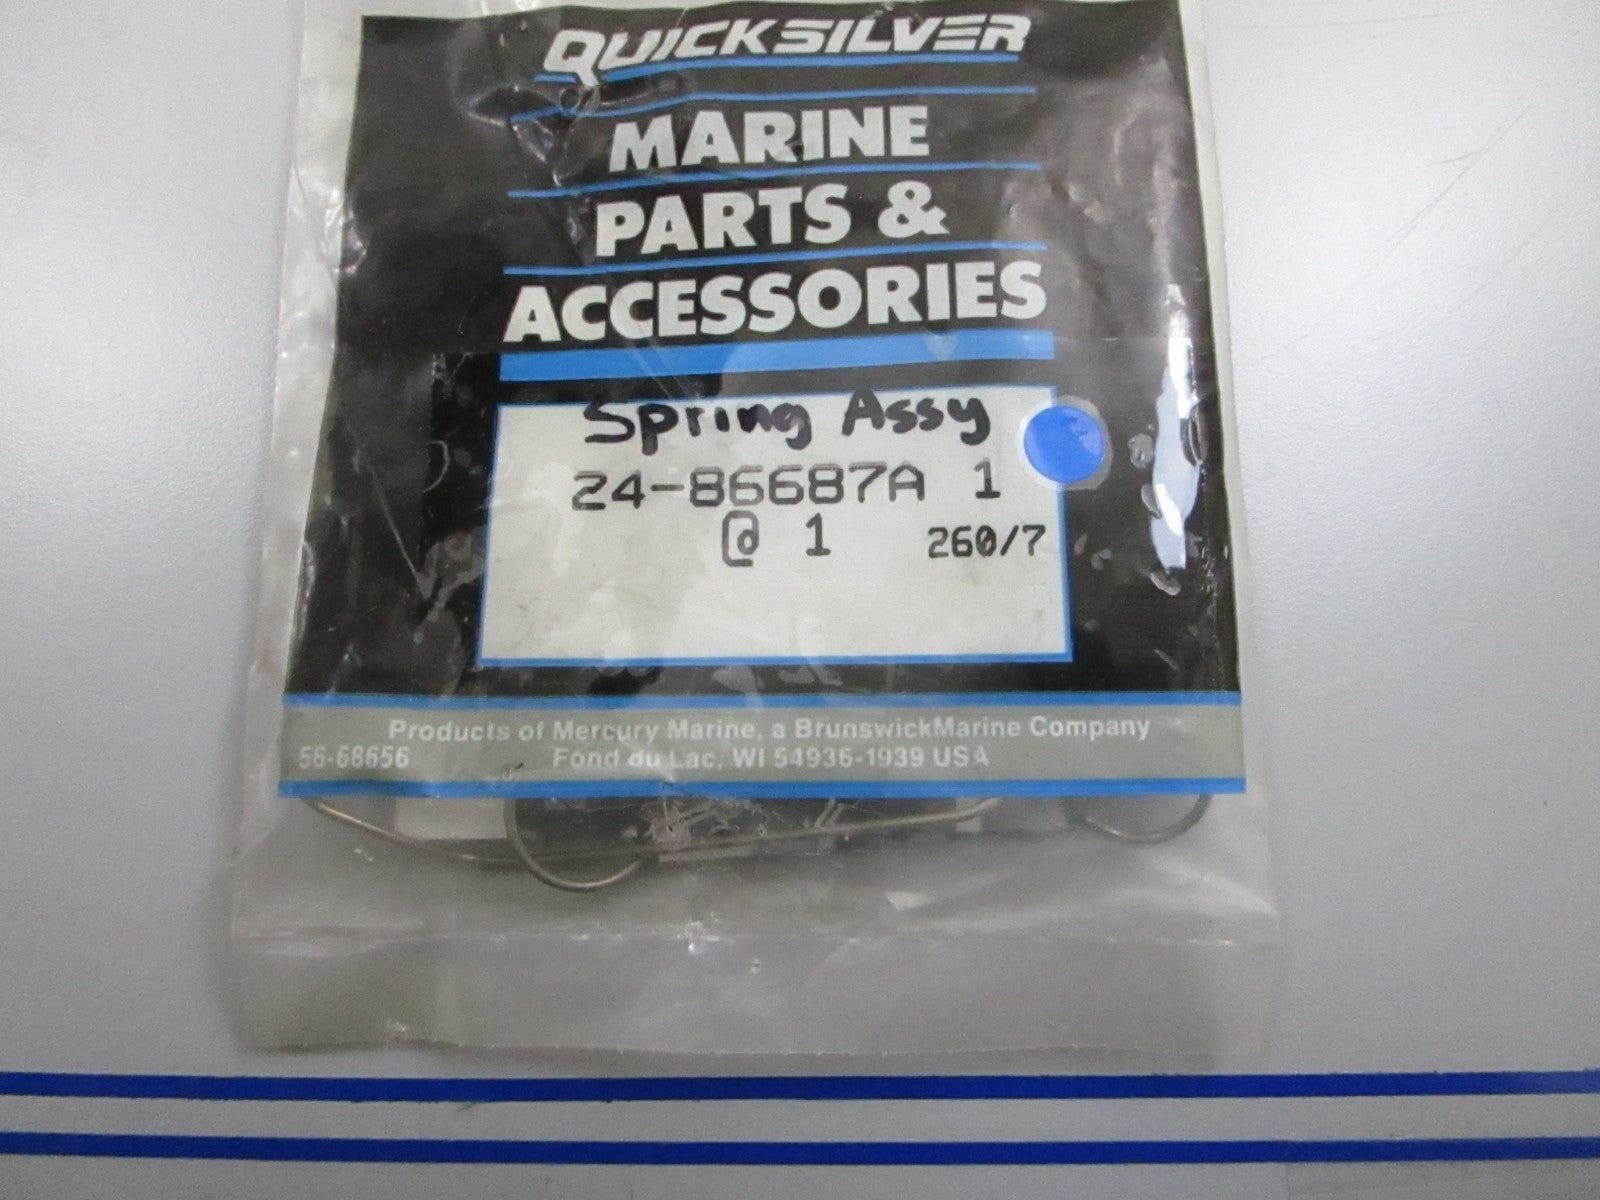 QUICKSILVER
MARINE
PARTS &
ACCESSORIES
Spring Assy
24-86687A 1
@ 1 260/7
Products of Mercury Marine, a BrunswickMarine Company
56-68656 Fond du Lac, WI 54936-1939 USA